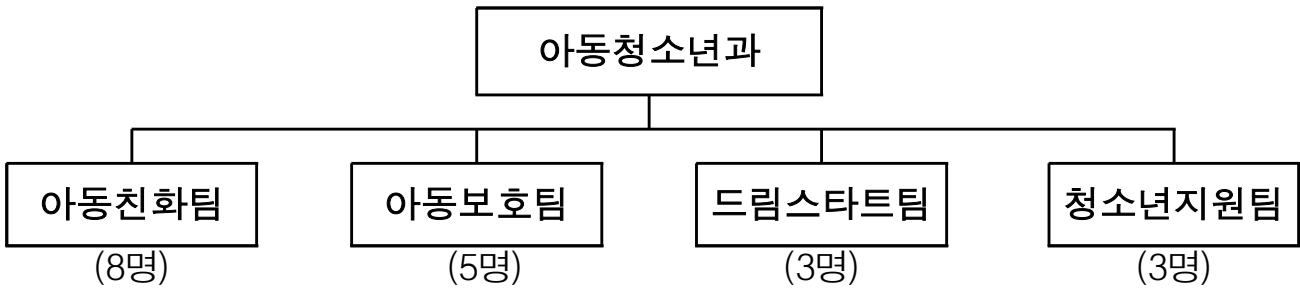 아동청소년과
아동친화팀 아동보호팀 드림스타트팀 청소년지원팀
(8명) (5명) (3명) (3명)